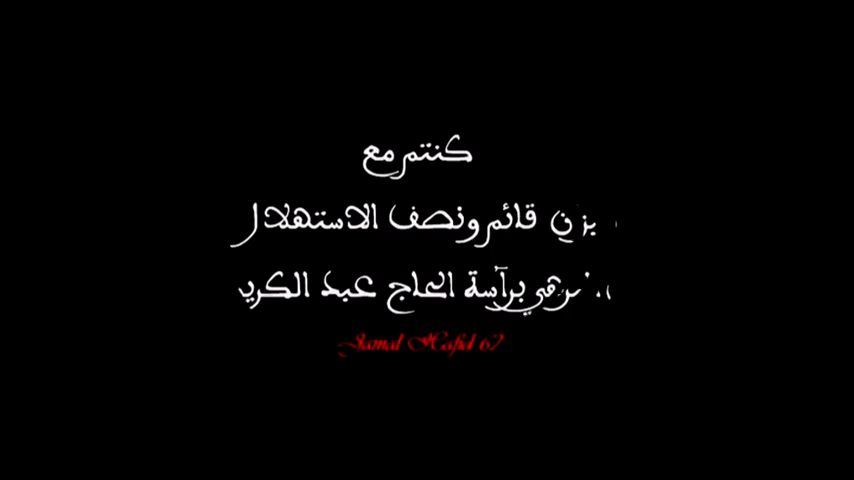 كنتم مع
قائم ونصف الاستهلال
برآسة الحاج عبد
Jamal Hafid 62